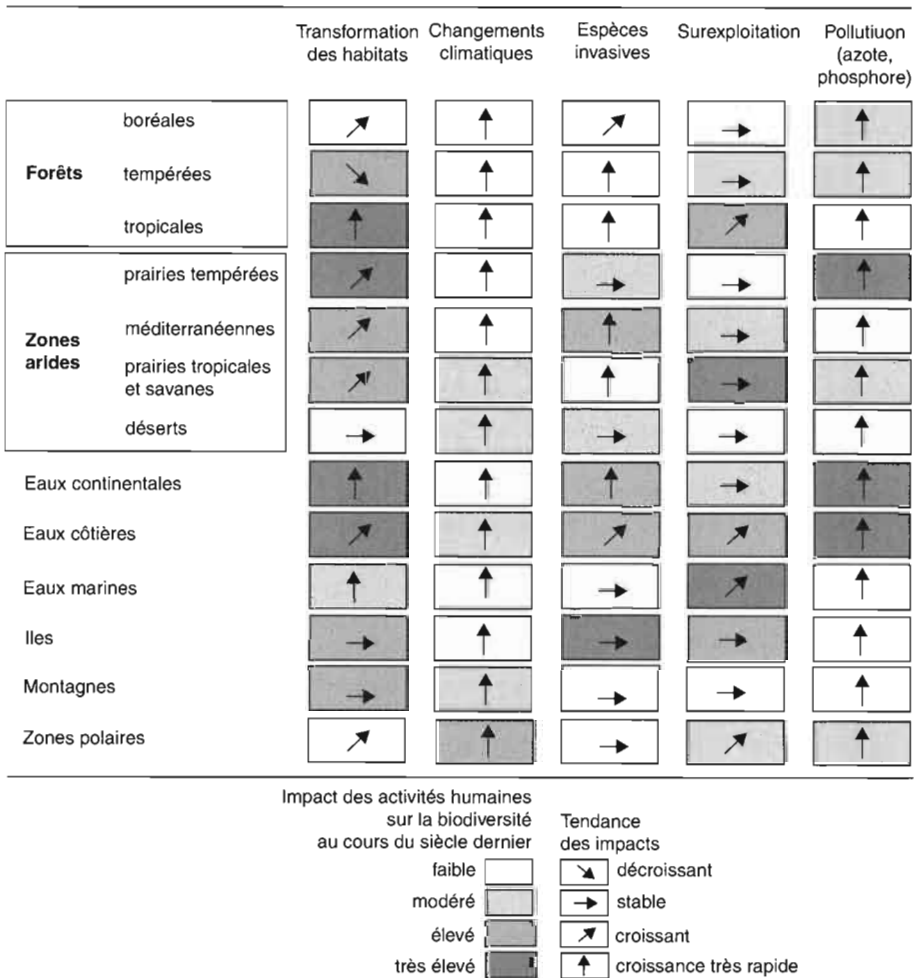 Transformation des habitats
Changements climatiques
Espèces invasives
Surexploitation
Pollutiuon (azote, phosphore)
Forêts
boréales
tempérées
tropicales
Zones arides
prairies tempérées
méditerranéennes
prairies tropicales et savanes
déserts
Eaux continentales
Eaux côtières
Eaux marines
Iles
Montagnes
Zones polaires
Impact des activités humaines
sur la biodiversité
au cours du siècle dernier
faible
modéré
élevé
très élevé
Tendance
des impacts
décroissant
stable
croissant
croissance très rapide